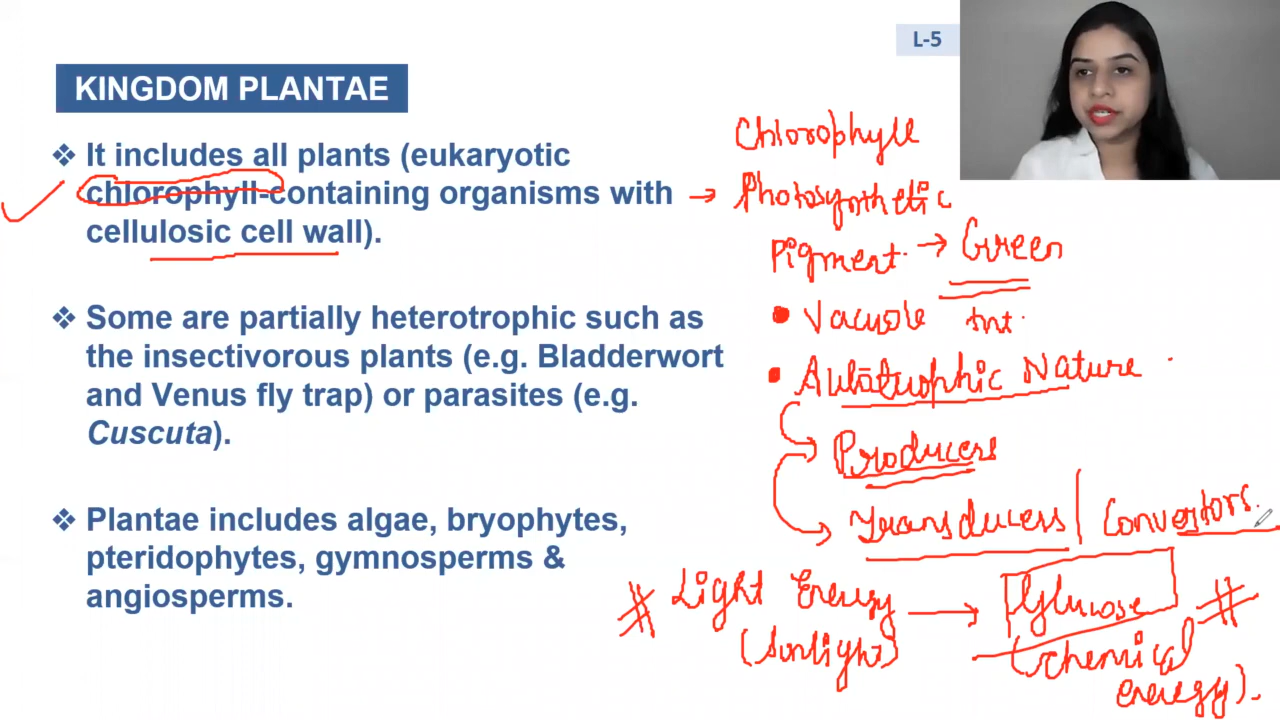 L-5
KINGDOM PLANTAE
❖ It includes all plants (eukaryotic
chlorophyll-containing organisms with
cellulosic cell wall).
❖ Some are partially heterotrophic such as
the insectivorous plants (e.g. Bladderwort
and Venus fly trap) or parasites (e.g.
Cuscuta).
❖ Plantae includes algae, bryophytes,
pteridophytes, gymnosperms &
angiosperms.
Chlorophyll
→ Photosynthetic
Pigment. → Green
• Vacuole Int.
• Autotrophic Nature
Producers
Transducers / Convertors.
# Light Energy → Glucose #
(Sunlight) (chemical
energy).